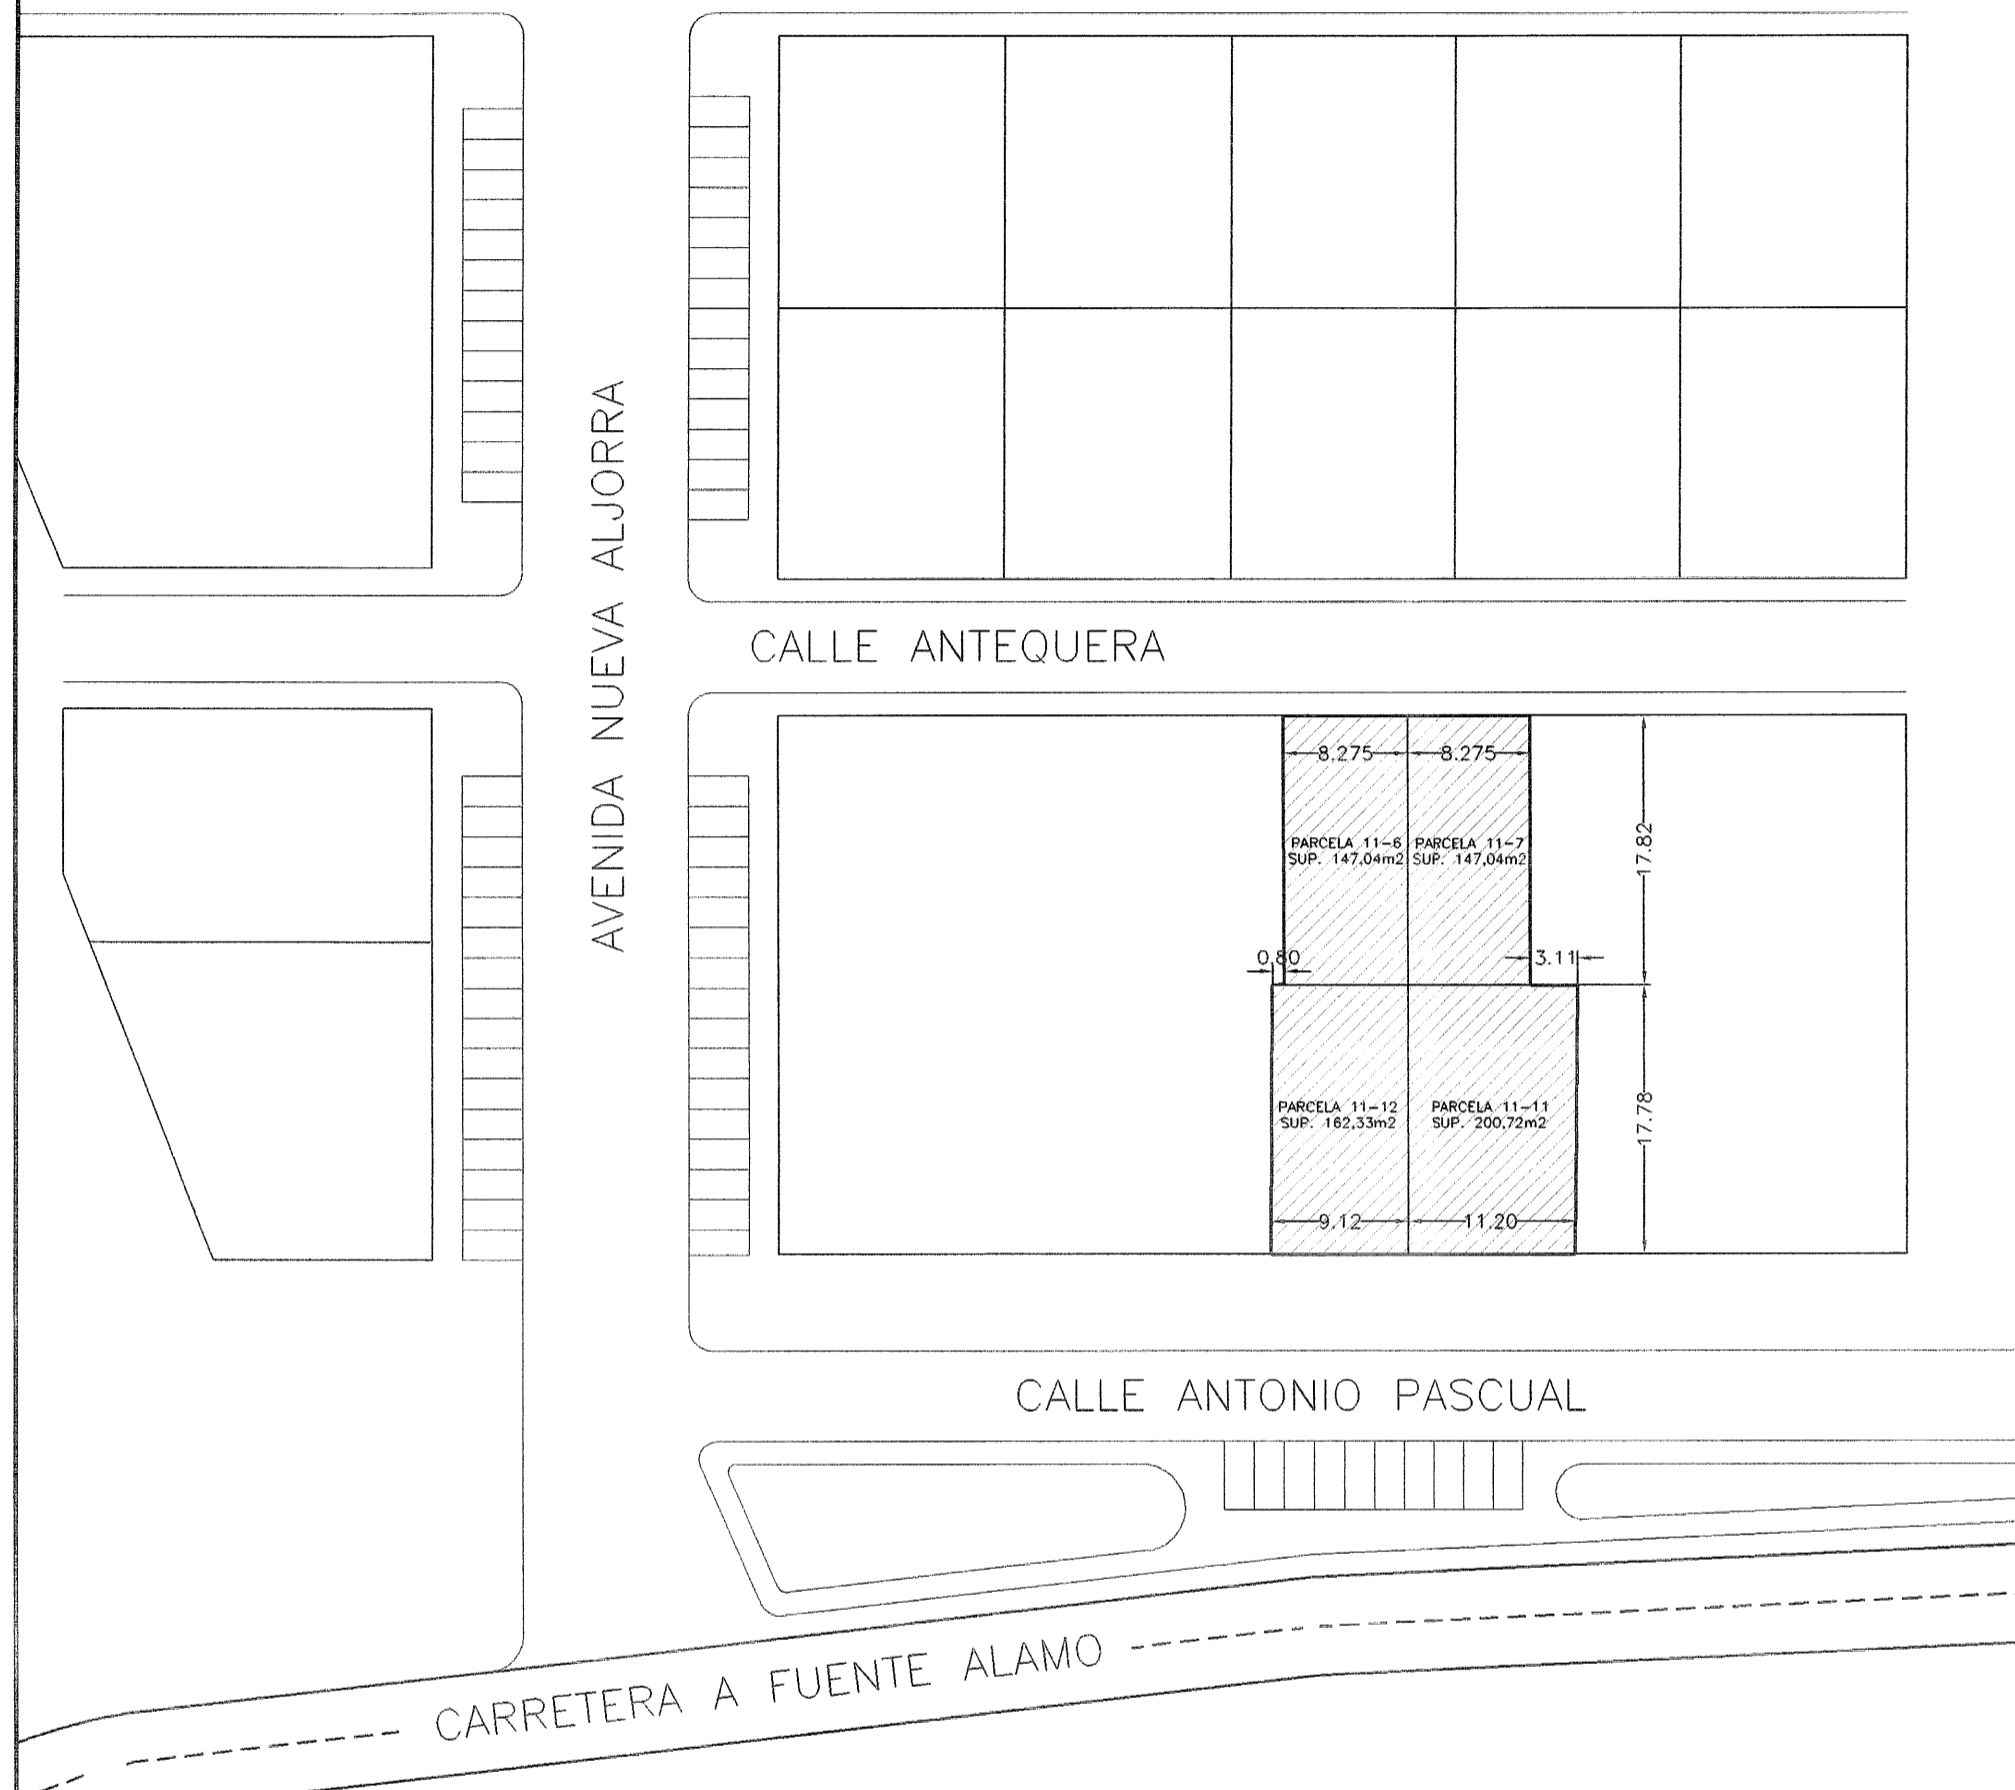 AVENIDA NUEVA ALJORRA
CALLE ANTEQUERA
8.275
8.275
PARCELA 11-6
SUP. 147,04m2
PARCELA 11-7
SUP. 147,04m2
17.82
0.80
3.11
PARCELA 11-12
SUP. 162,33m2
PARCELA 11-11
SUP. 200,72m2
17.78
9.12
11.20
CALLE ANTONIO PASCUAL
CARRETERA A FUENTE ALAMO